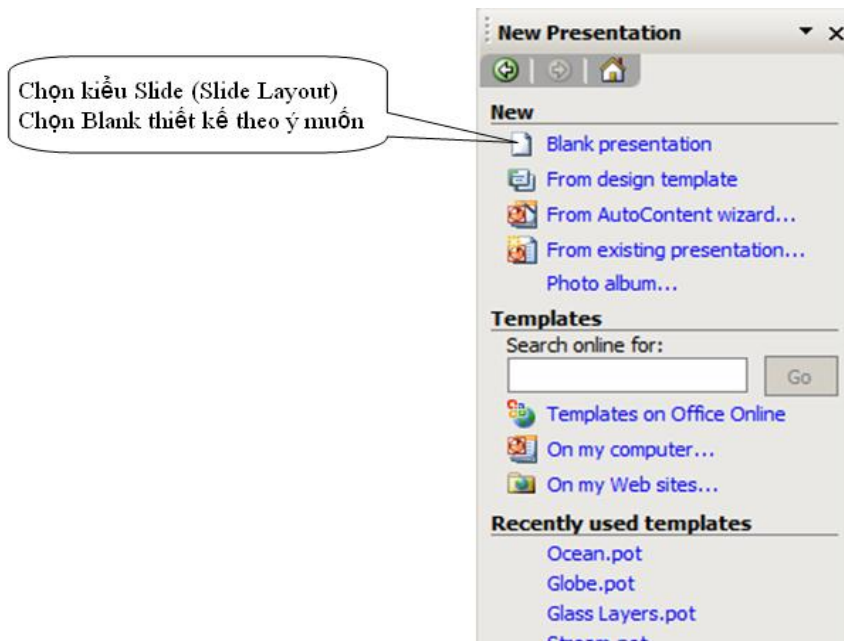 Chọn kiểu Slide (Slide Layout)
Chọn Blank thiết kế theo ý muốn
New Presentation
New
Blank presentation
From design template
From AutoContent wizard...
From existing presentation...
Photo album...
Templates
Search online for:
Go
Templates on Office Online
On my computer...
On my Web sites...
Recently used templates
Ocean.pot
Globe.pot
Glass Layers.pot